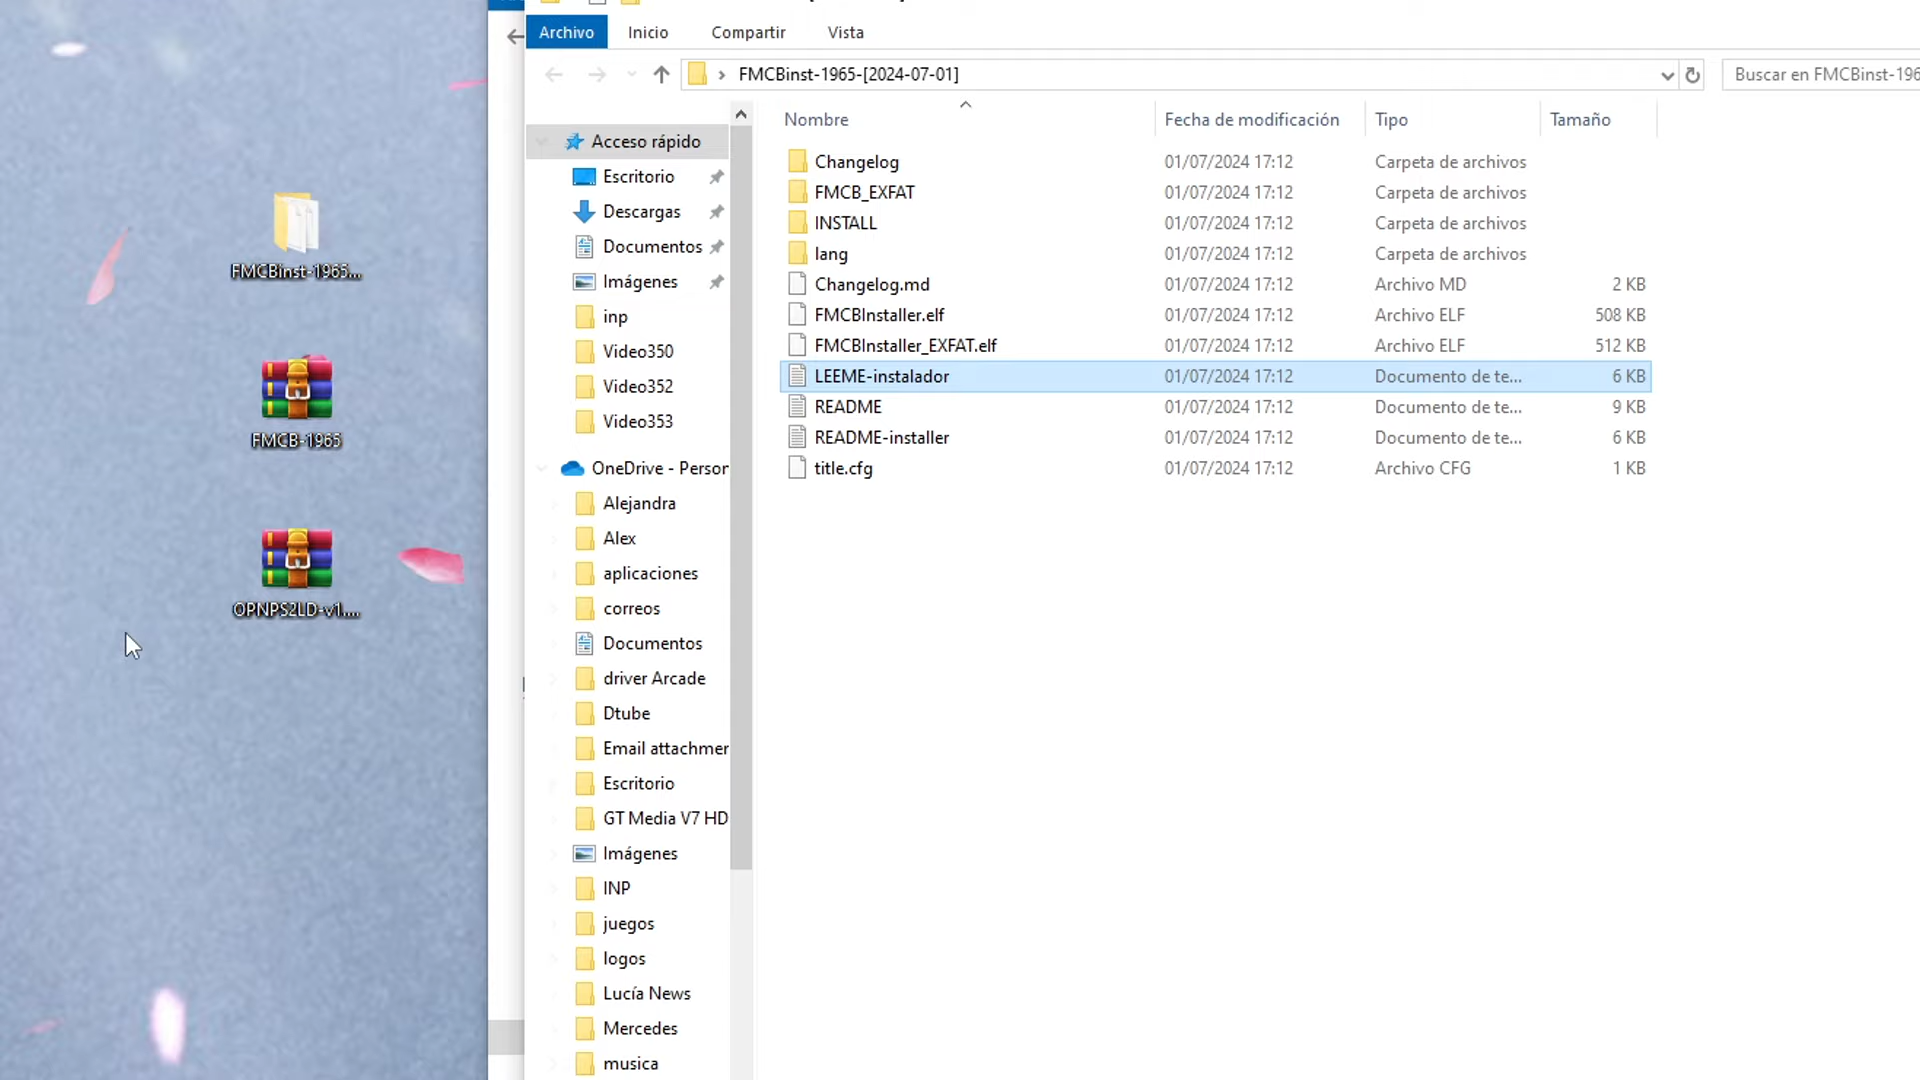 FMCBinst-1965...
FMCB-1965
OPNPS2LD-v1....
Archivo
Inicio
Compartir
Vista
FMCBinst-1965-[2024-07-01]
Buscar en FMCBinst-196
Acceso rápido
Escritorio
Descargas
Documentos
Imágenes
inp
Video350
Video352
Video353
OneDrive - Person
Alejandra
Alex
aplicaciones
correos
Documentos
driver Arcade
Dtube
Email attachmen
Escritorio
GT Media V7 HD
Imágenes
INP
juegos
logos
Lucía News
Mercedes
musica
Nombre Fecha de modificación Tipo Tamaño
Changelog 01/07/2024 17:12 Carpeta de archivos
FMCB_EXFAT 01/07/2024 17:12 Carpeta de archivos
INSTALL 01/07/2024 17:12 Carpeta de archivos
lang 01/07/2024 17:12 Carpeta de archivos
Changelog.md 01/07/2024 17:12 Archivo MD 2 KB
FMCBInstaller.elf 01/07/2024 17:12 Archivo ELF 508 KB
FMCBInstaller_EXFAT.elf 01/07/2024 17:12 Archivo ELF 512 KB
LEEME-instalador 01/07/2024 17:12 Documento de te... 6 KB
README 01/07/2024 17:12 Documento de te... 9 KB
README-installer 01/07/2024 17:12 Documento de te... 6 KB
title.cfg 01/07/2024 17:12 Archivo CFG 1 KB